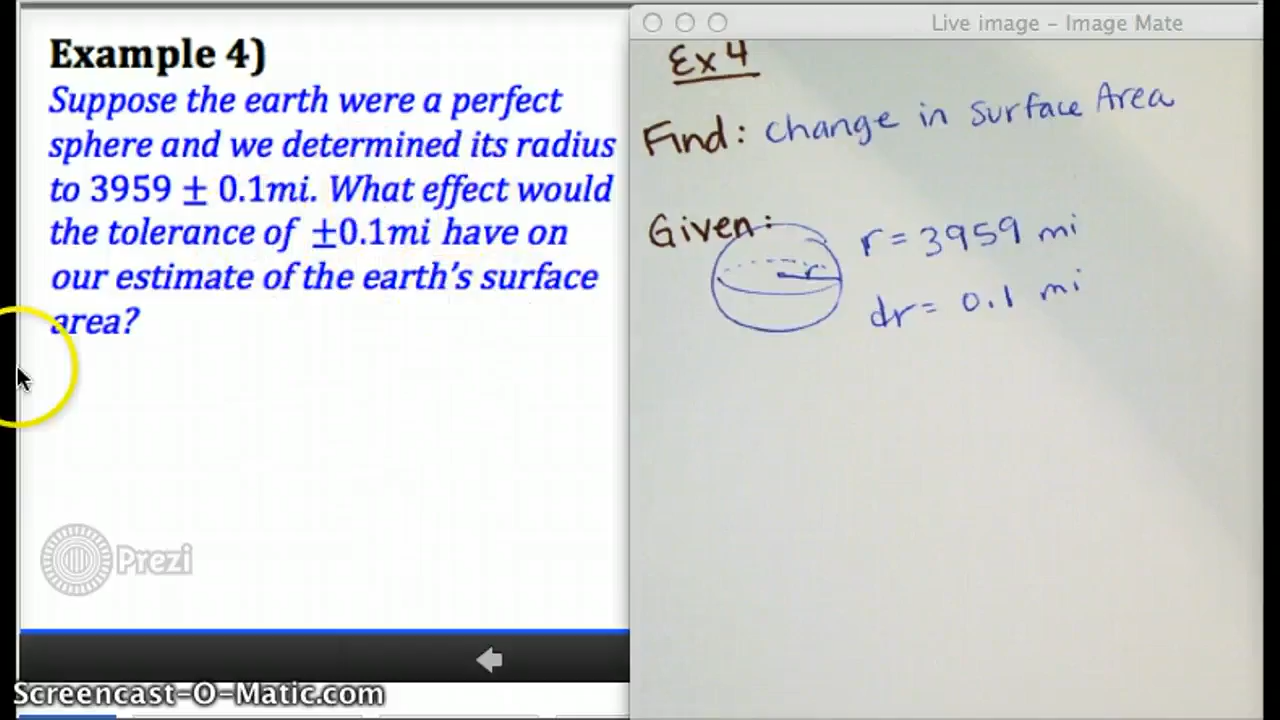 Example 4)
Suppose the earth were a perfect
sphere and we determined its radius
to 3959 ± 0.1mi. What effect would
the tolerance of ±0.1mi have on
our estimate of the earth's surface
area?
Prezi
Screencast-O-Matic.com
Live image - Image Mate
Ex 4
Find: change in Surface Area
Given:
r
r = 3959 mi
dr = 0.1 mi